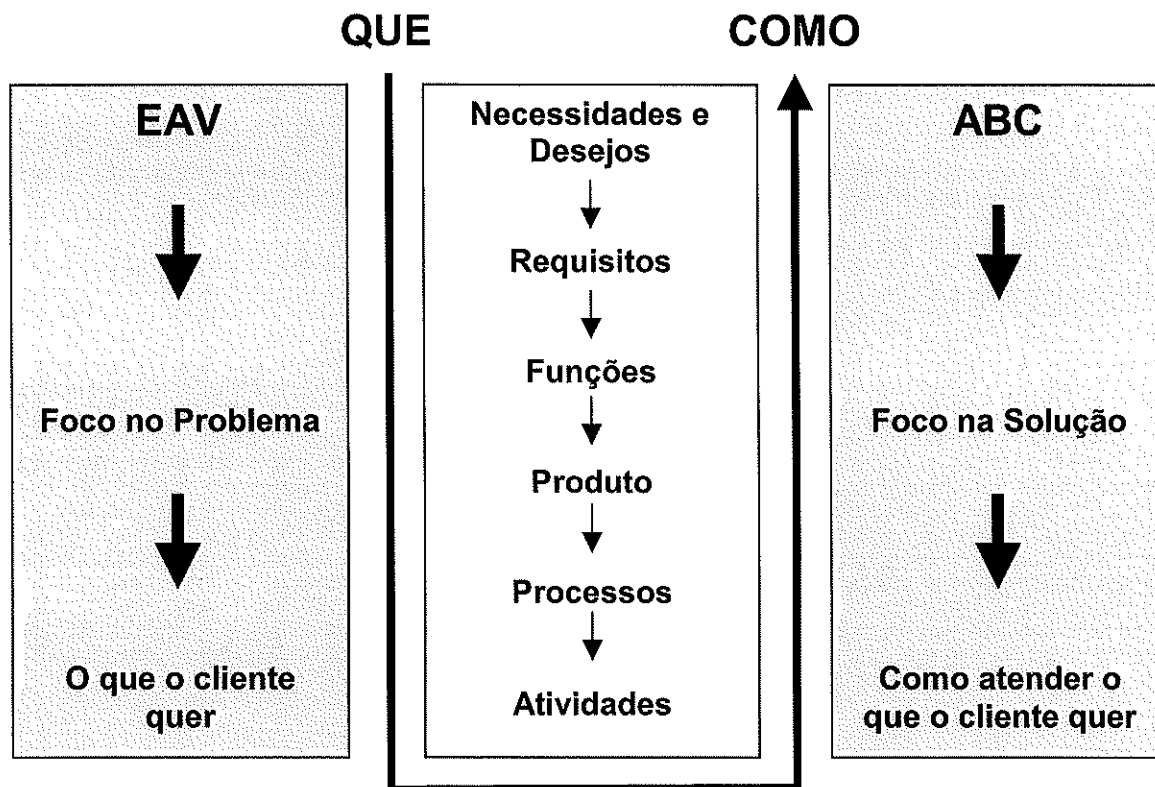 QUE
COMO
EAV
Foco no Problema
O que o cliente
quer
Necessidades e
Desejos
Requisitos
Funções
Produto
Processos
Atividades
ABC
Foco na Solução
Como atender o
que o cliente quer